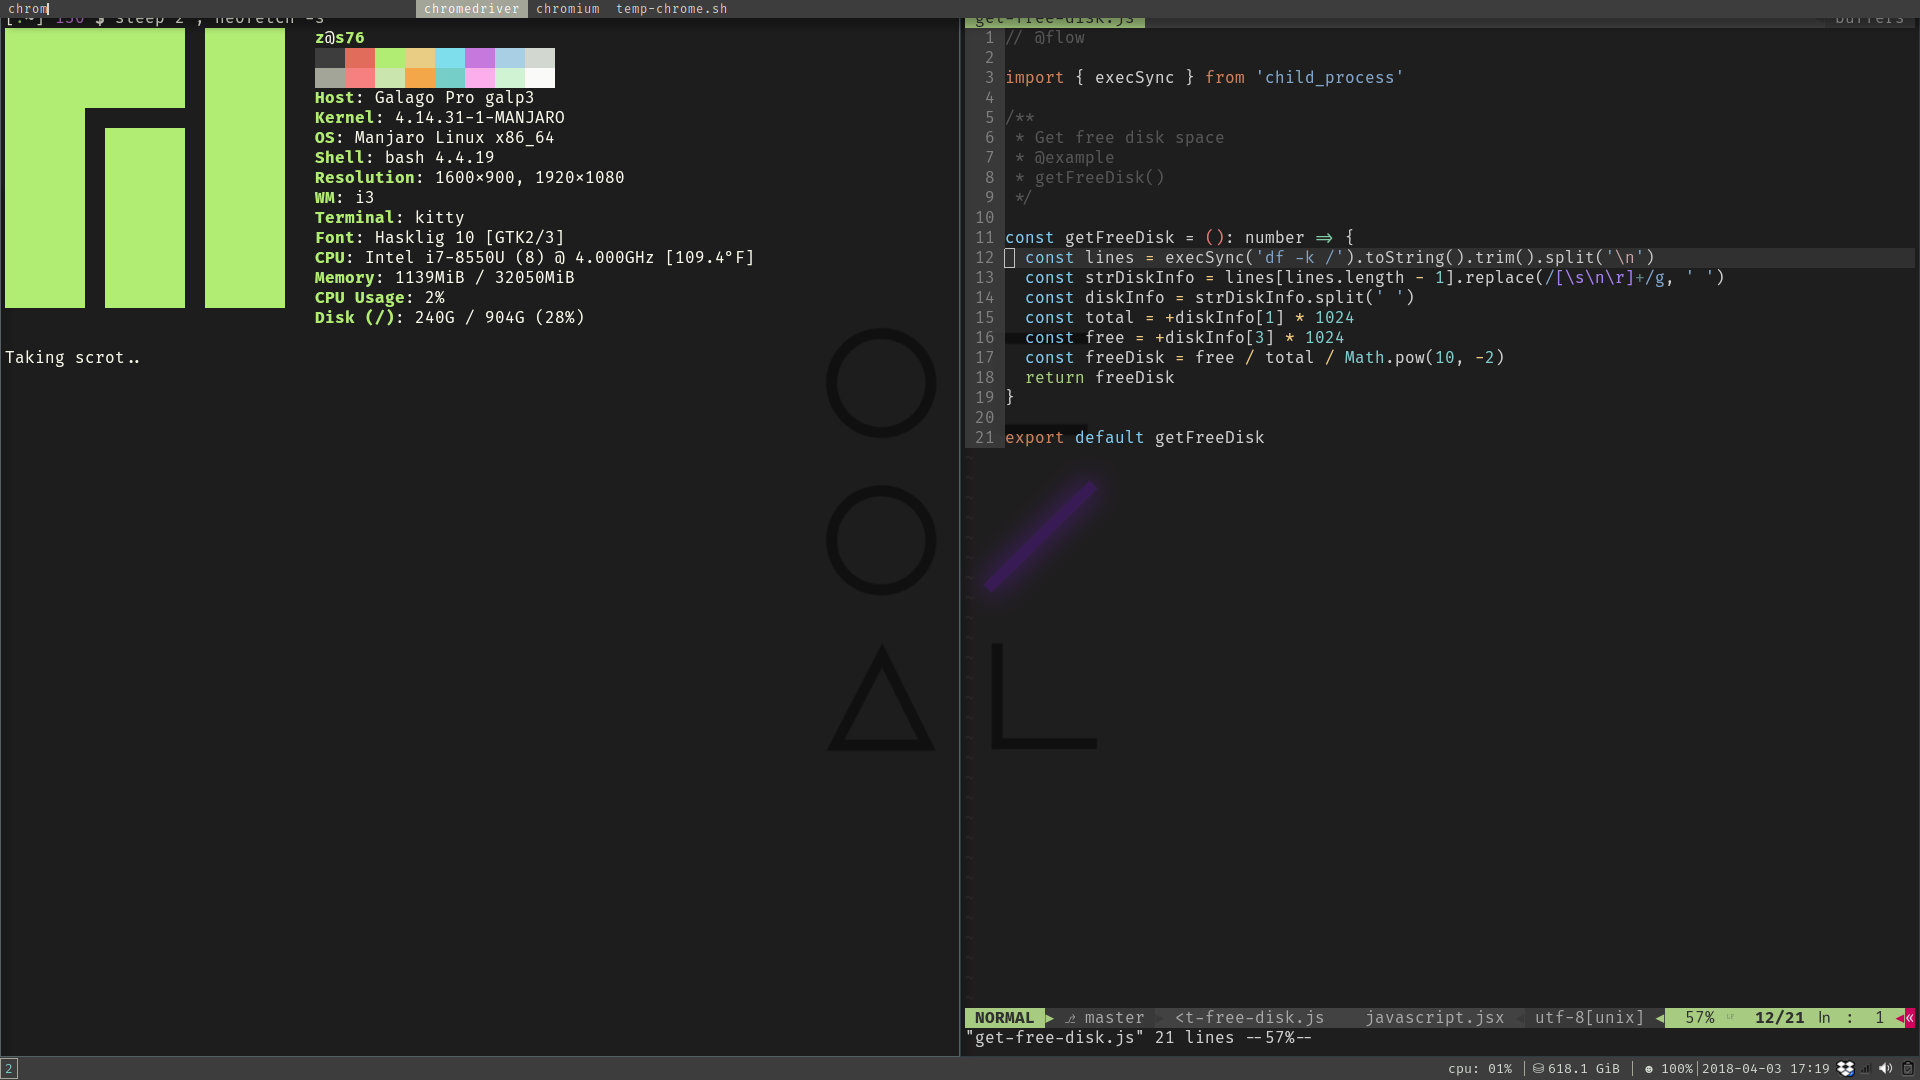 chrom chromedriver chromium temp-chrome.sh
[:~] 130 $ sleep 2 ; neofetch -s
z@s76
Host: Galago Pro galp3
Kernel: 4.14.31-1-MANJARO
OS: Manjaro Linux x86_64
Shell: bash 4.4.19
Resolution: 1600×900, 1920×1080
WM: i3
Terminal: kitty
Font: Hasklig 10 [GTK2/3]
CPU: Intel i7-8550U (8) @ 4.000GHz [109.4°F]
Memory: 1139MiB / 32050MiB
CPU Usage: 2%
Disk (/): 240G / 904G (28%)
Taking scrot..
get-free-disk.js buffers
1 // @flow
2
3 import { execSync } from 'child_process'
4
5 /**
6 * Get free disk space
7 * @example
8 * getFreeDisk()
9 */
10
11 const getFreeDisk = (): number ⇒ {
12 const lines = execSync('df -k /').toString().trim().split('\n')
13 const strDiskInfo = lines[lines.length - 1].replace(/[\s\n\r]+/g, ' ')
14 const diskInfo = strDiskInfo.split(' ')
15 const total = +diskInfo[1] * 1024
16 const free = +diskInfo[3] * 1024
17 const freeDisk = free / total / Math.pow(10, -2)
18 return freeDisk
19 }
20
21 export default getFreeDisk
NORMAL master <t-free-disk.js javascript.jsx utf-8[unix] 57% 12/21 ln : 1
"get-free-disk.js" 21 lines --57%--
2 cpu: 01% | 618.1 GiB | 100%|2018-04-03 17:19